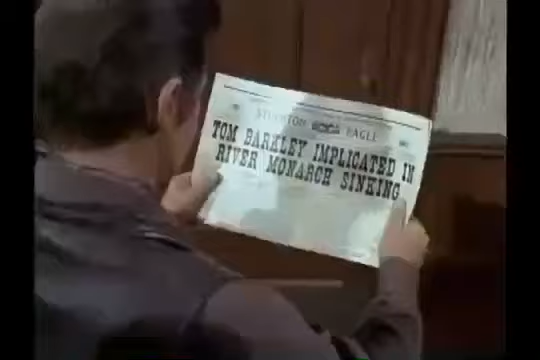 STOCKTON EAGLE
TOM BARKLEY IMPLICATED IN
RIVER MONARCH SINKING